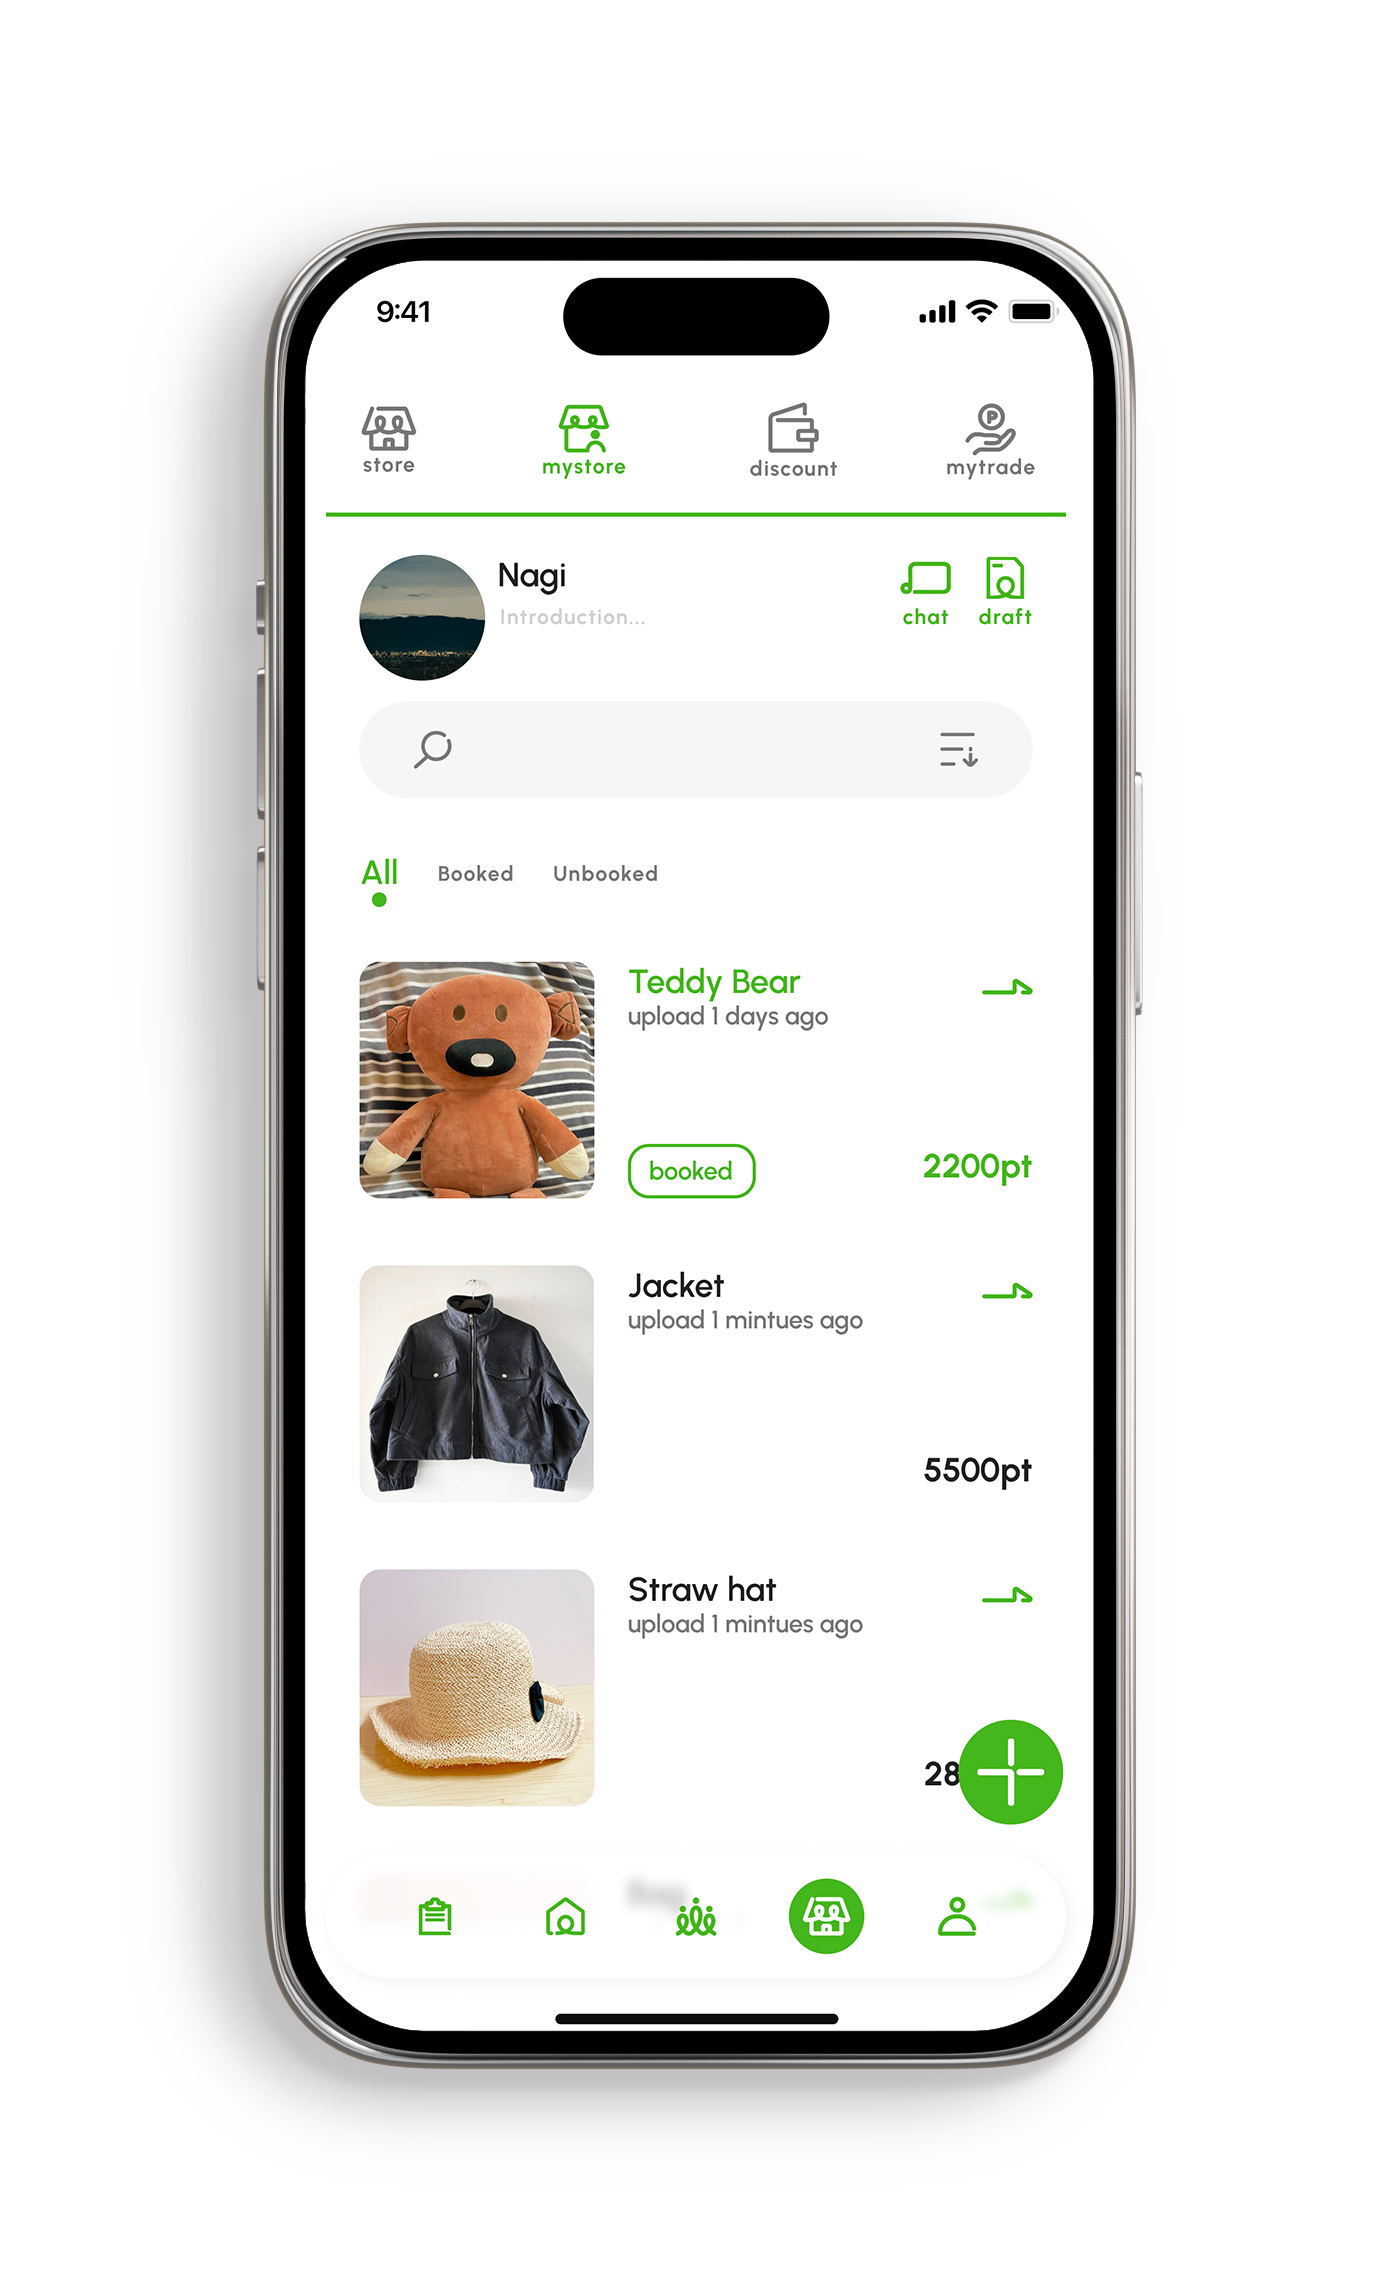 9:41
store
mystore
discount
mytrade
P
Nagi
Introduction...
chat
draft
All
Booked
Unbooked
Teddy Bear
upload 1 days ago
booked
2200pt
Jacket
upload 1 mintues ago
5500pt
Straw hat
upload 1 mintues ago
28